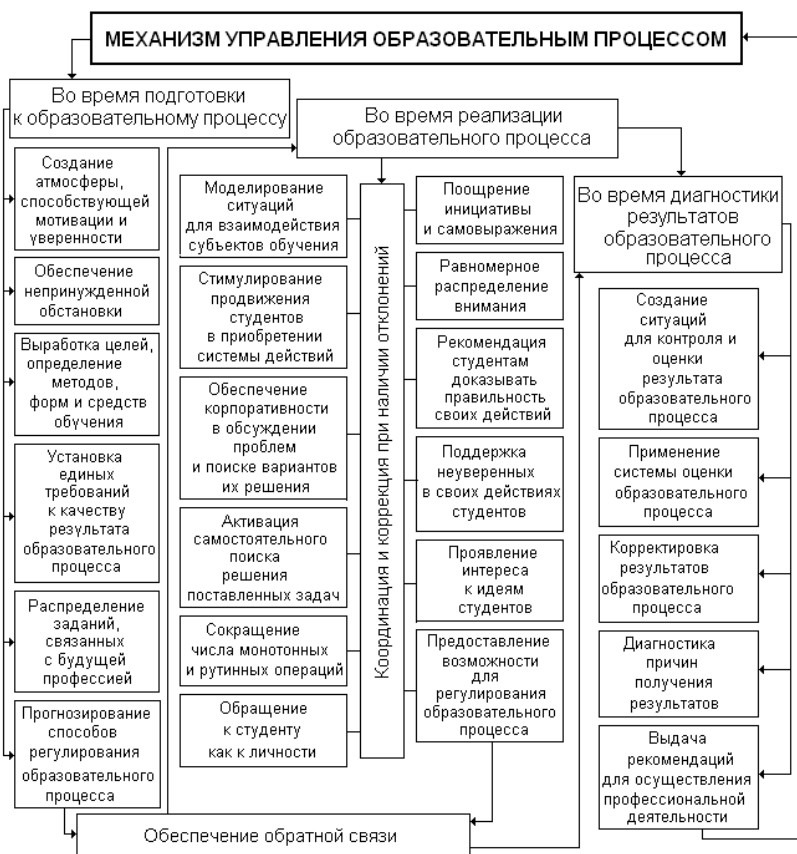 МЕХАНИЗМ УПРАВЛЕНИЯ ОБРАЗОВАТЕЛЬНЫМ ПРОЦЕССОМ
Во время подготовки
к образовательному процессу
Создание
атмосферы,
способствующей
мотивации и
уверенности
Обеспечение
непринужденной
обстановки
Выработка целей,
определение
методов,
форм и средств
обучения
Установка
единых
требований
к качеству
результата
образовательного
процесса
Распределение
заданий,
связанных
с будущей
профессией
Прогнозирование
способов
регулирования
образовательного
процесса
Во время реализации
образовательного процесса
Моделирование
ситуаций
для взаимодействия
субъектов обучения
Стимулирование
продвижения
студентов
в приобретении
системы действий
Обеспечение
корпоративности
в обсуждении
проблем
и поиске вариантов
их решения
Активация
самостоятельного
поиска
решения
поставленных задач
Сокращение
числа монотонных
и рутинных операций
Обращение
к студенту
как к личности
Координация и коррекция при наличии отклонений
Поощрение
инициативы
и самовыражения
Равномерное
распределение
внимания
Рекомендация
студентам
доказывать
правильность
своих действий
Поддержка
неуверенных
в своих действиях
студентов
Проявление
интереса
к идеям
студентов
Предоставление
возможности
для
регулирования
образовательного
процесса
Во время диагностики
результатов
образовательного
процесса
Создание
ситуаций
для контроля и
оценки
результата
образовательного
процесса
Применение
системы оценки
образовательного
процесса
Корректировка
результатов
образовательного
процесса
Диагностика
причин
получения
результатов
Выдача
рекомендаций
для осуществления
профессиональной
деятельности
Обеспечение обратной связи